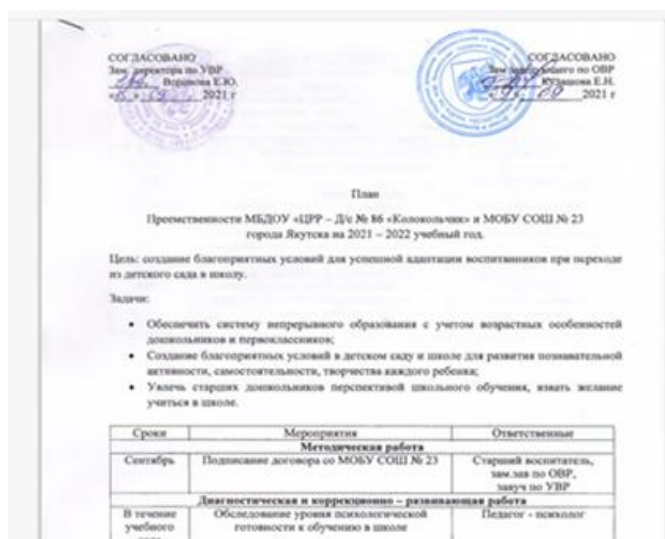 СОГЛАСОВАНО
Зам. директора по УВР
Воронова Е.Ю.
2021 г
СОГЛАСОВАНО
Зам заведующего по ОВР
Е.Н.
2021 г
План
Преемственности МБДОУ «ЦРР – Д/с № 86 «Колокольчик» и МОБУ СОШ № 23
города Якутска на 2021 – 2022 учебный год.
Цель: создание благоприятных условий для успешной адаптации воспитанников при переходе
из детского сада в школу.
Задачи:
• Обеспечить систему непрерывного образования с учетом возрастных особенностей
дошкольников и первоклассников;
• Создание благоприятных условий в детском саду и школе для развития познавательной
активности, самостоятельности, творчества каждого ребенка;
• Увлечь старших дошкольников перспективой школьного обучения, желание
учиться в школе.
Сроки Мероприятия Ответственные
Методическая работа
Сентябрь Подписание договора со МОБУ СОШ № 23 Старший воспитатель,
зам.зав по ОВР,
завуч по УВР
Диагностическая и коррекционно – развивающая работа
В течение Обследование уровня психологической Педагог - психолог
учебного готовности к обучению в школе